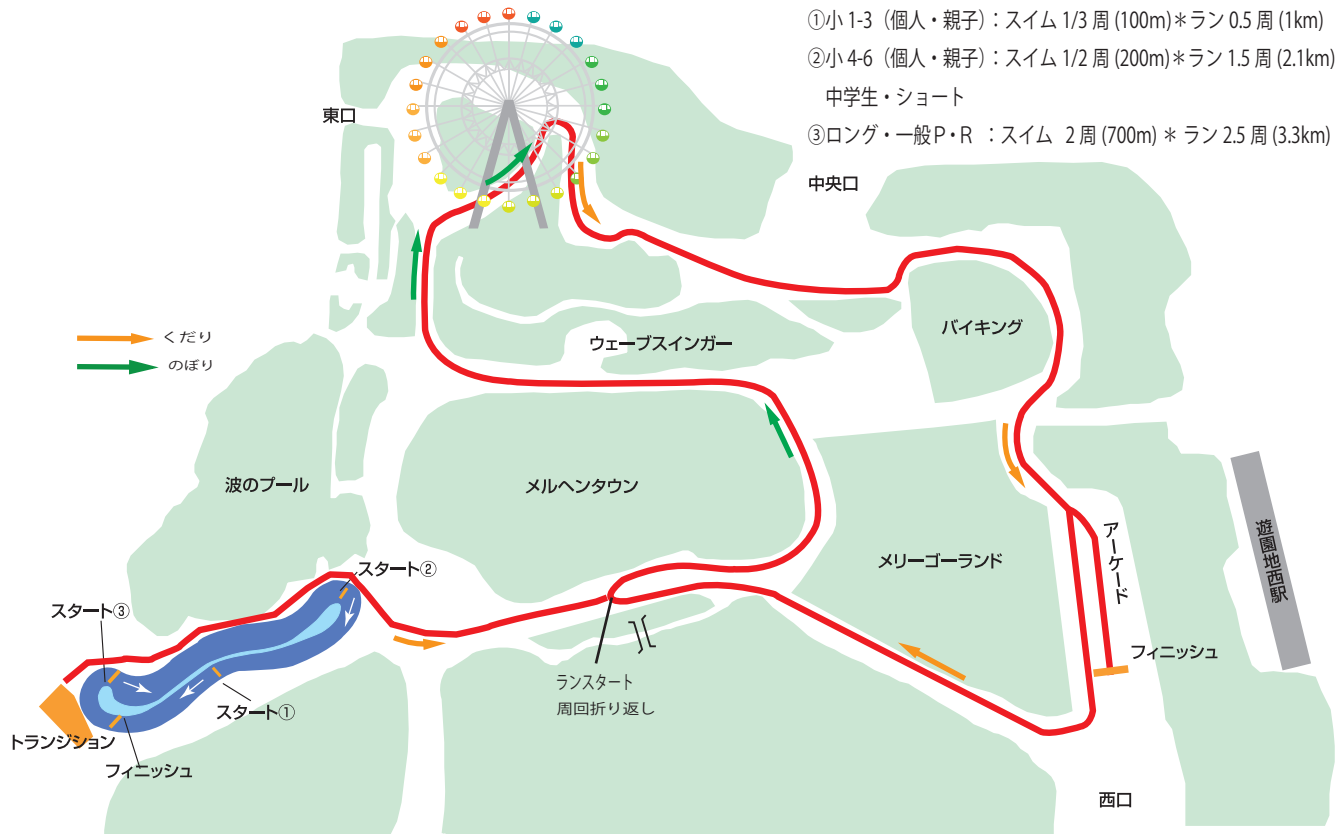 ①小1-3（個人・親子）：スイム 1/3 周 (100m)＊ラン 0.5 周 (1km)
②小4-6（個人・親子）：スイム 1/2 周 (200m)＊ラン 1.5 周 (2.1km)
中学生・ショート
③ロング・一般P・R ：スイム 2 周 (700m) ＊ ラン 2.5 周 (3.3km)
東口
中央口
くだり
のぼり
ウェーブスインガー
バイキング
波のプール
メルヘンタウン
メリーゴーランド
アーケード
遊園地西駅
スタート②
スタート③
スタート①
トランジション
フィニッシュ
ランスタート
周回折り返し
フィニッシュ
西口